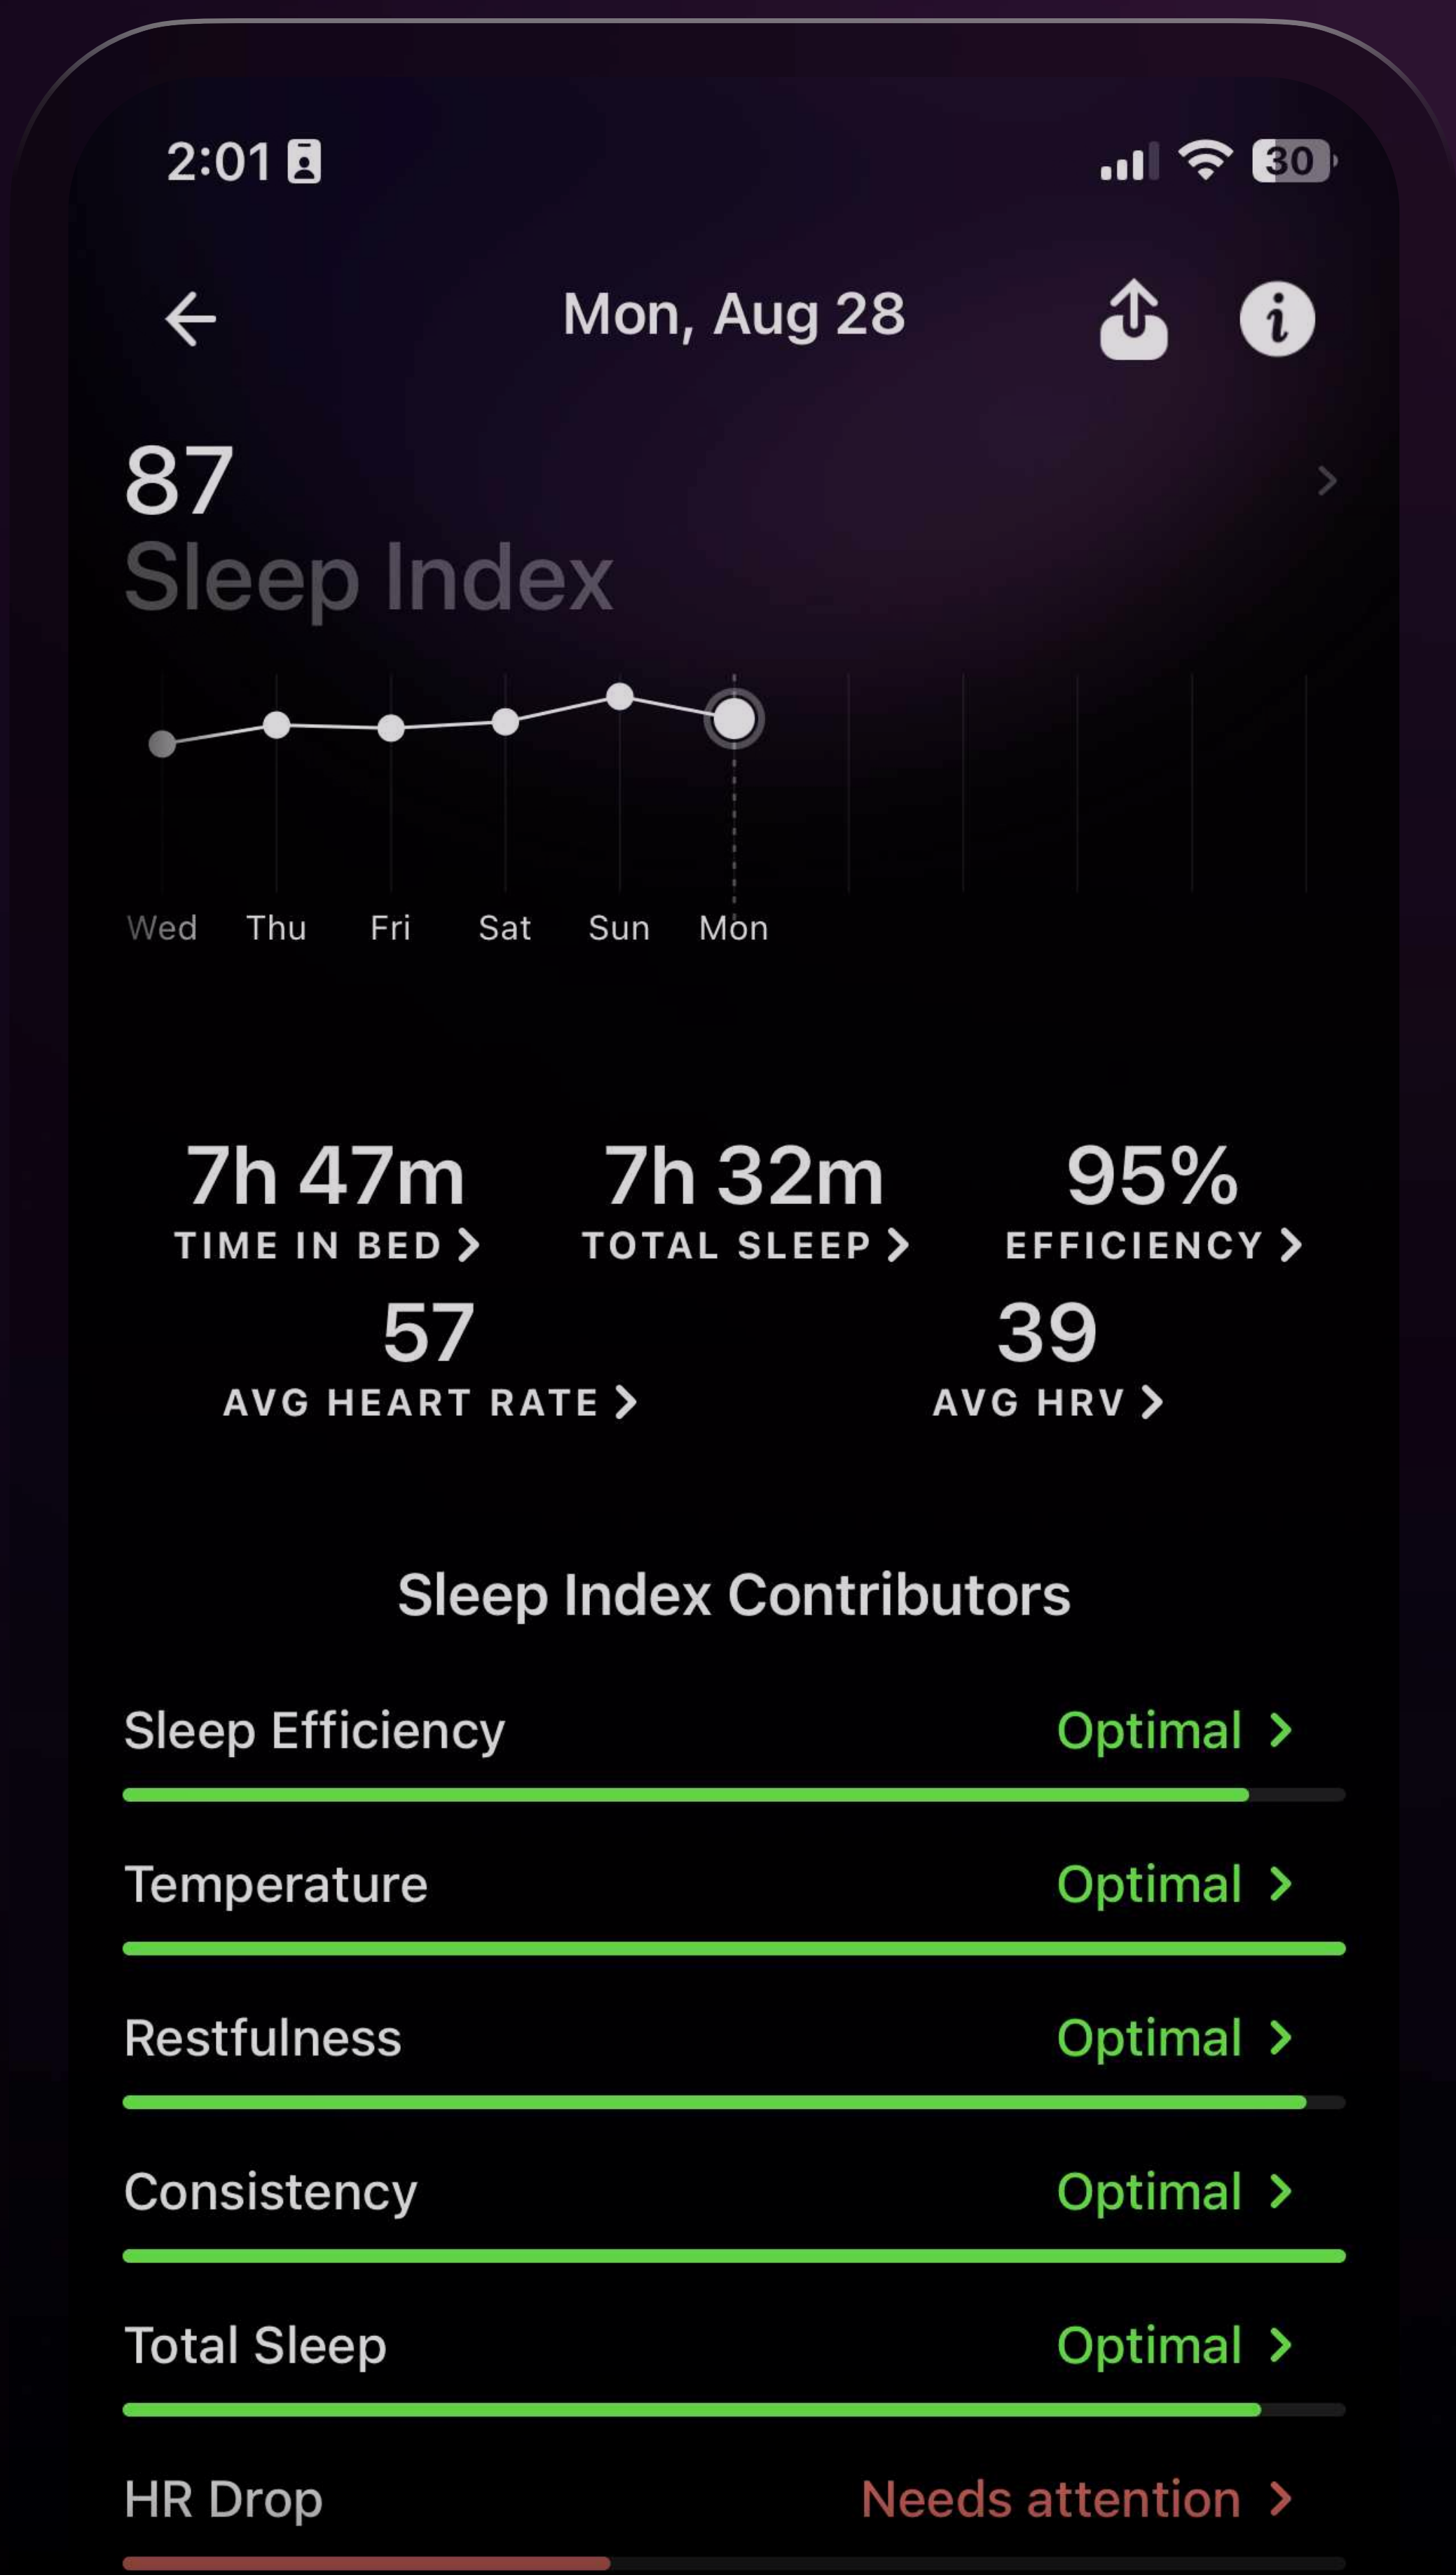 2:01 30
Mon, Aug 28
87
Sleep Index
Wed Thu Fri Sat Sun Mon
7h 47m 7h 32m 95%
TIME IN BED TOTAL SLEEP EFFICIENCY
57 39
AVG HEART RATE AVG HRV
Sleep Index Contributors
Sleep Efficiency Optimal
Temperature Optimal
Restfulness Optimal
Consistency Optimal
Total Sleep Optimal
HR Drop Needs attention